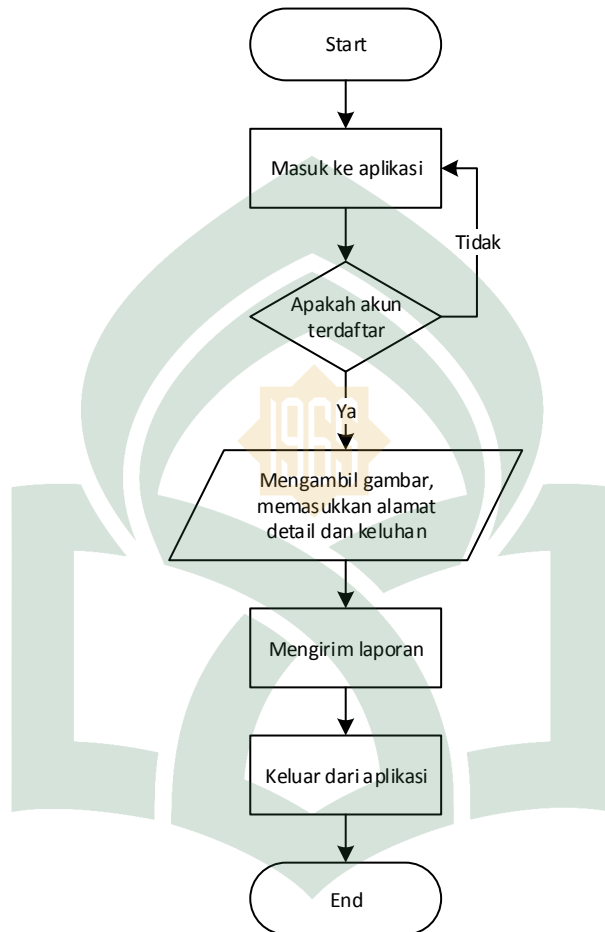 Start
Masuk ke aplikasi
Tidak
Apakah akun
terdaftar
Ya
1965
Mengambil gambar,
memasukkan alamat
detail dan keluhan
Mengirim laporan
Keluar dari aplikasi
End